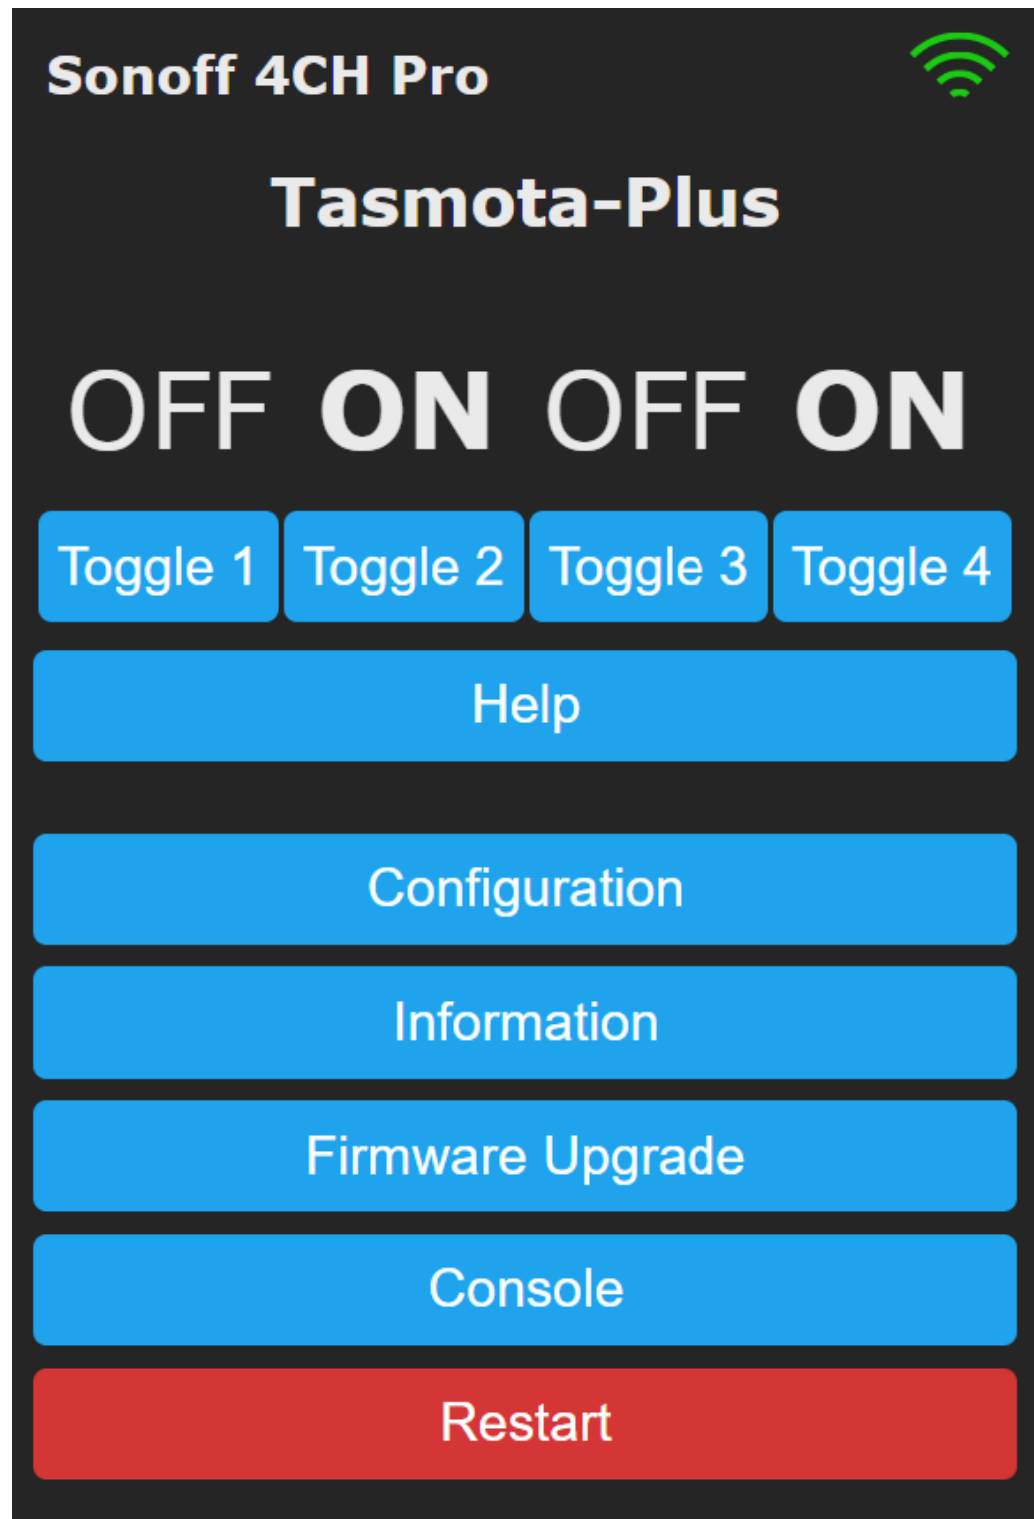 Sonoff 4CH Pro
Tasmota-Plus
OFF ON OFF ON
Toggle 1 Toggle 2 Toggle 3 Toggle 4
Help
Configuration
Information
Firmware Upgrade
Console
Restart